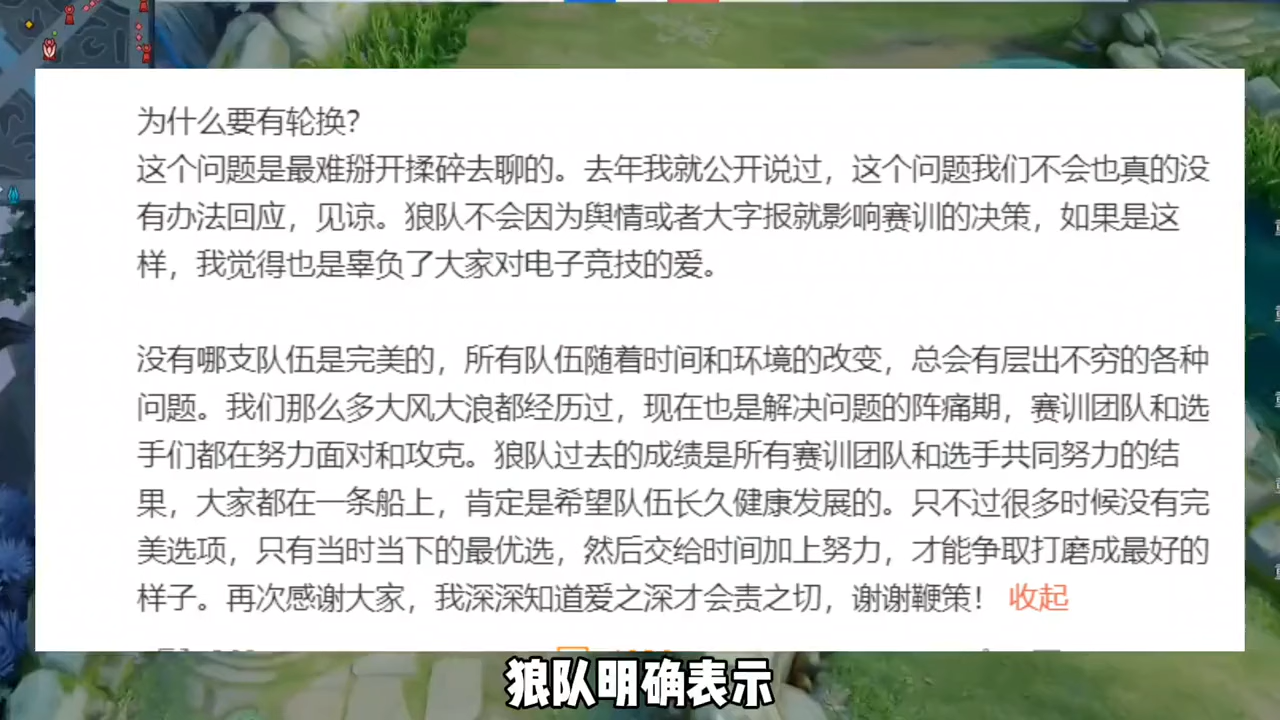 为什么要有轮换?
这个问题是最难掰开揉碎去聊的。去年我就公开说过，这个问题我们不会也真的没
有办法回应，见谅。狼队不会因为舆情或者大字报就影响赛训的决策，如果是这
样，我觉得也是辜负了大家对电子竞技的爱。
没有哪支队伍是完美的，所有队伍随着时间和环境的改变，总会有层出不穷的各种
问题。我们那么多大风大浪都经历过，现在也是解决问题的阵痛期，赛训团队和选
手们都在努力面对和攻克。狼队过去的成绩是所有赛训团队和选手共同努力的结
果，大家都在一条船上，肯定是希望队伍长久健康发展的。只不过很多时候没有完
美选项，只有当时当下的最优选，然后交给时间加上努力，才能争取打磨成最好的
样子。再次感谢大家，我深深知道爱之深才会责之切，谢谢鞭策！ 收起
狼队明确表示